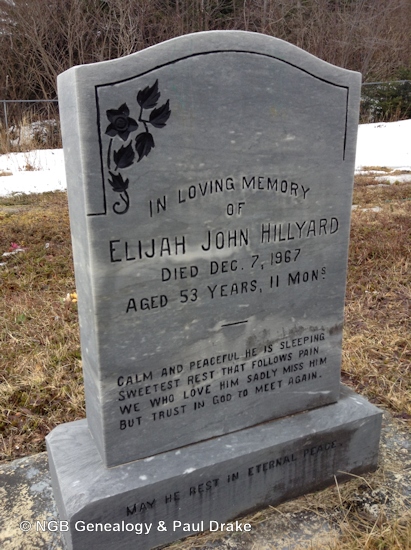 IN LOVING MEMORY
OF
ELIJAH JOHN HILLYARD
DIED DEC. 7, 1967
AGED 53 YEARS, 11 MONS
CALM AND PEACEFUL HE IS SLEEPING
SWEETEST REST THAT FOLLOWS PAIN
WE WHO LOVE HIM SADLY MISS HIM
BUT TRUST IN GOD TO MEET AGAIN.
MAY HE REST IN ETERNAL PEACE.
© NGB Genealogy & Paul Drake